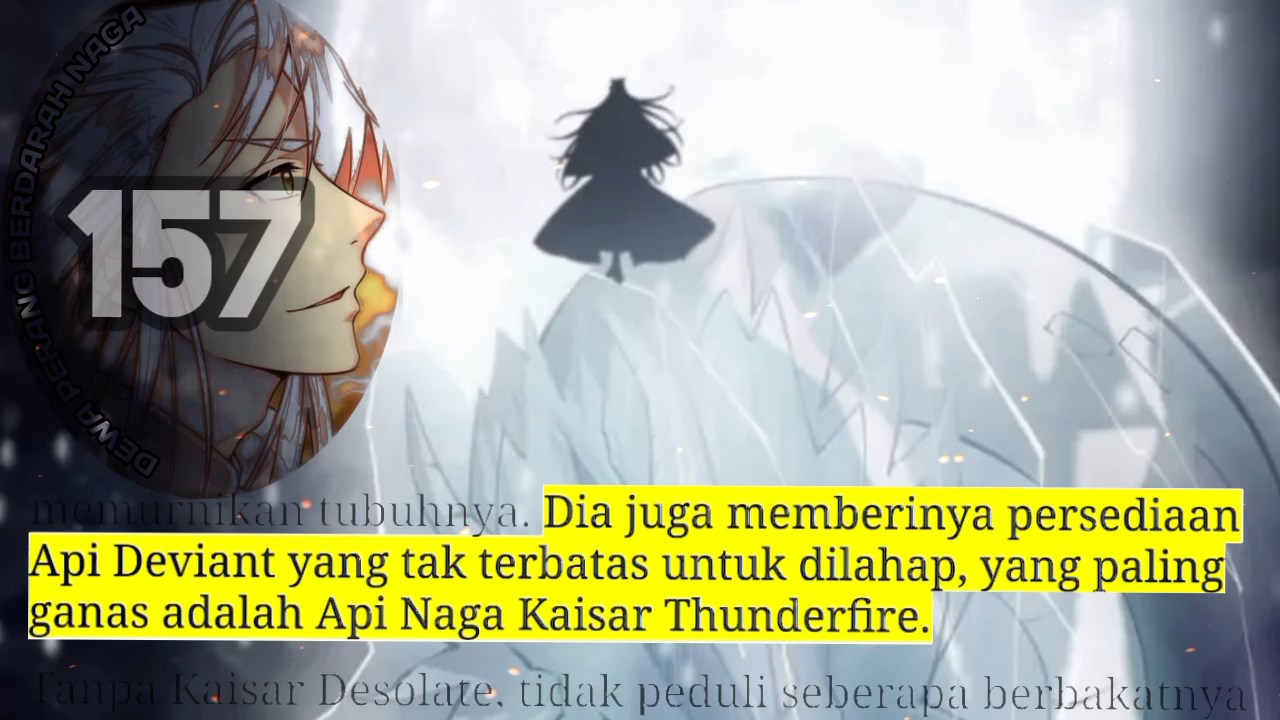 DEWA PERANG BERDARAH NAGA
157
memurnikan tubuhnya. Dia juga memberinya persediaan
Api Deviant yang tak terbatas untuk dilahap, yang paling
ganas adalah Api Naga Kaisar Thunderfire.
Tanpa Kaisar Desolate, tidak peduli seberapa berbakatnya